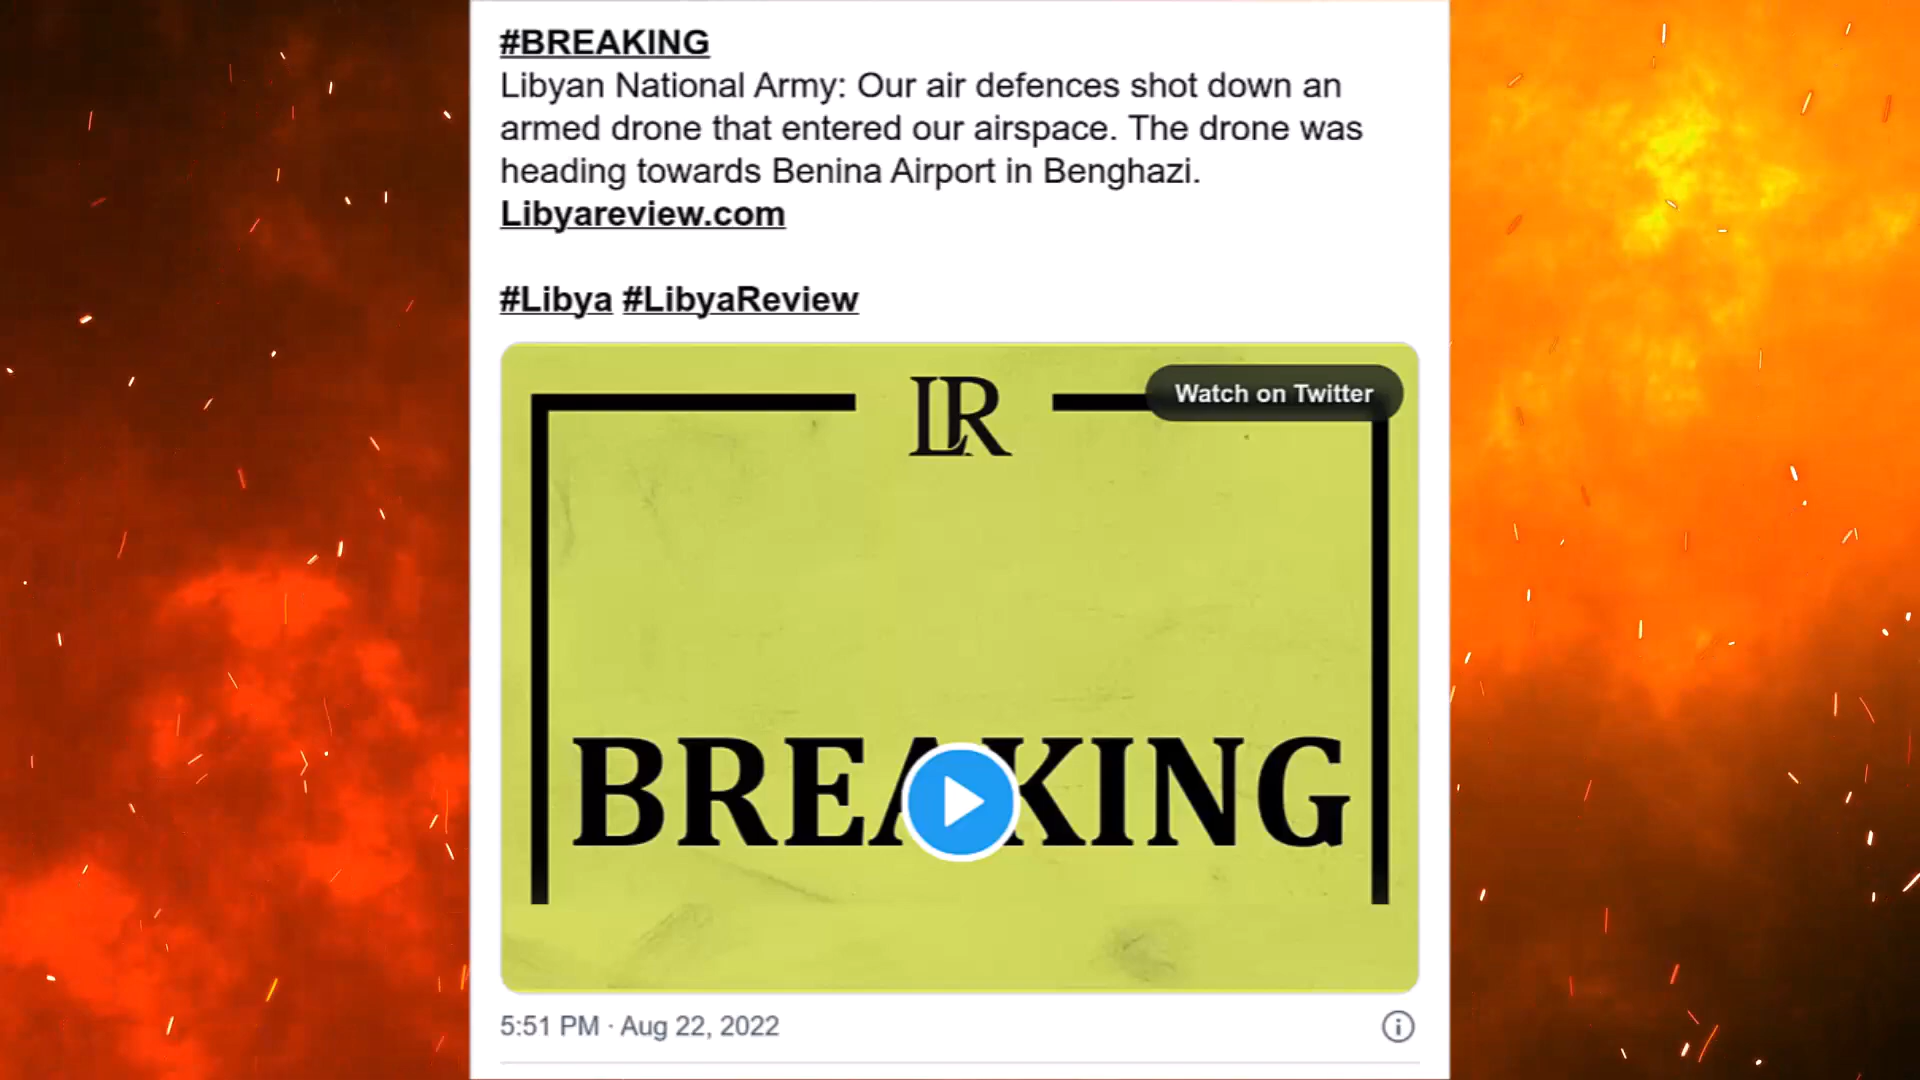 #BREAKING
Libyan National Army: Our air defences shot down an
armed drone that entered our airspace. The drone was
heading towards Benina Airport in Benghazi.
Libyareview.com
#Libya #LibyaReview
LR
Watch on Twitter
BREAKING
5:51 PM · Aug 22, 2022